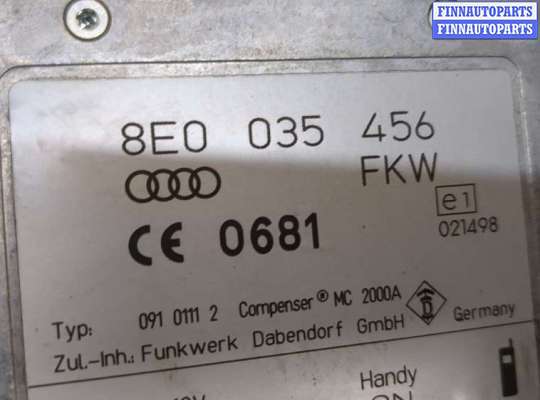 FINNAUTOPARTS
FINNAUTOPARTS
8E0 035 456
FKW
CE 0681
e1
021498
Typ: 091 0111 2 Compenser® MC 2000A
Zul.-Inh.: Funkwerk Dabendorf GmbH Germany
Handy